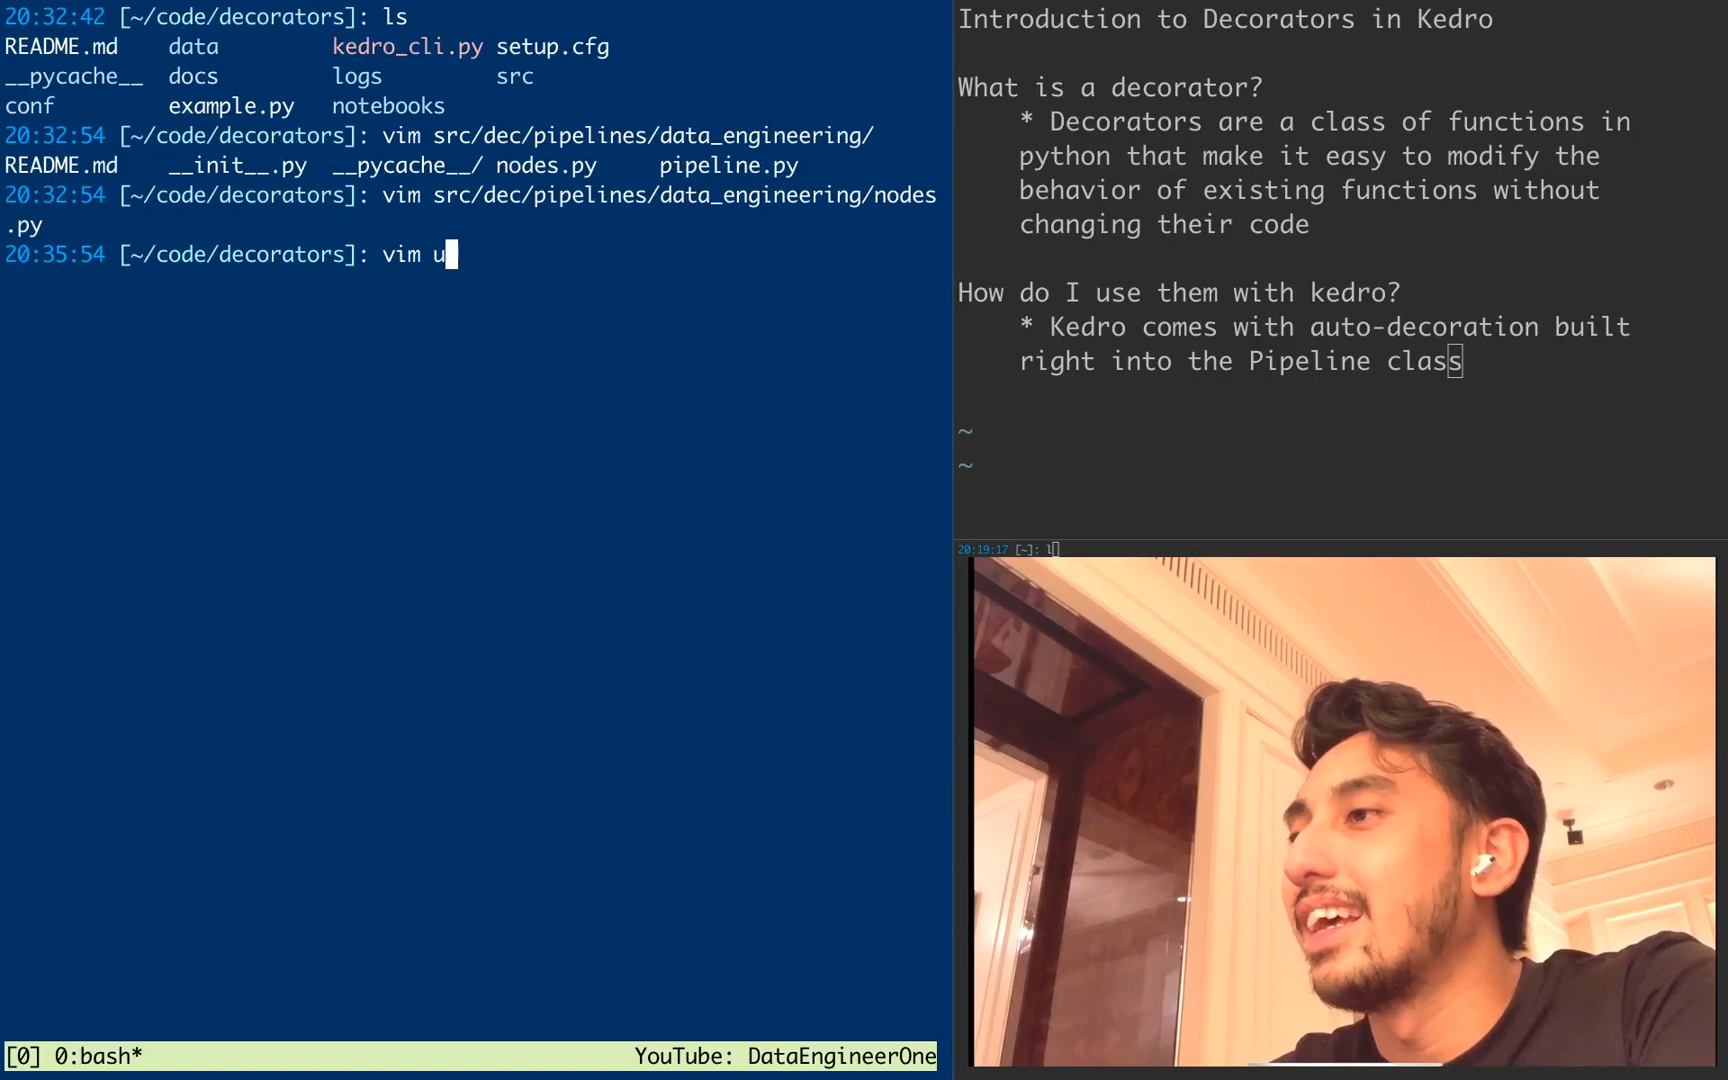 20:32:42 [~/code/decorators]: ls
README.md data kedro_cli.py setup.cfg
__pycache__ docs logs src
conf example.py notebooks
20:32:54 [~/code/decorators]: vim src/dec/pipelines/data_engineering/
README.md __init__.py __pycache__/ nodes.py pipeline.py
20:32:54 [~/code/decorators]: vim src/dec/pipelines/data_engineering/nodes
.py
20:35:54 [~/code/decorators]: vim u
[0] 0:bash* YouTube: DataEngineerOne
Introduction to Decorators in Kedro
What is a decorator?
* Decorators are a class of functions in
python that make it easy to modify the
behavior of existing functions without
changing their code
How do I use them with kedro?
* Kedro comes with auto-decoration built
right into the Pipeline class
~
~
20:19:17 [~]: l